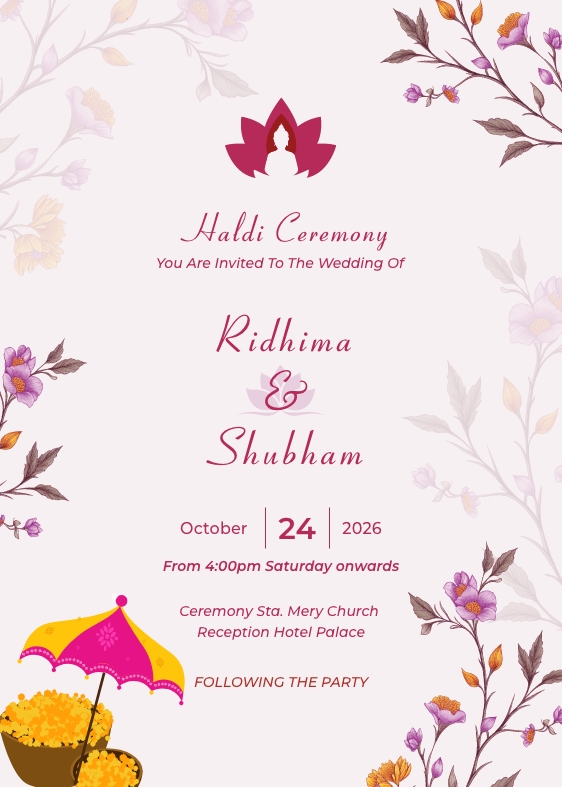 Haldi Ceremony
You Are Invited To The Wedding Of
Ridhima
&
Shubham
October 24 2026
From 4:00pm Saturday onwards
Ceremony Sta. Mery Church
Reception Hotel Palace
FOLLOWING THE PARTY